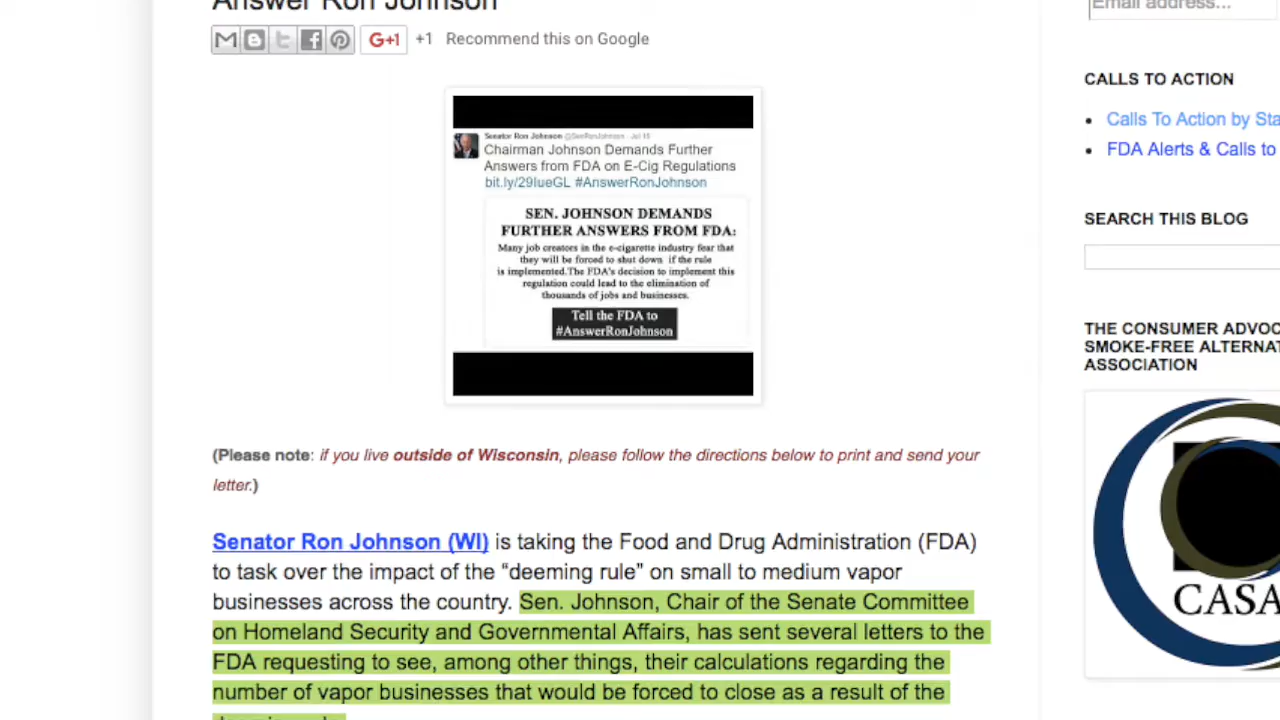 Answer Ron Johnson
G+1 +1 Recommend this on Google
Senator Ron Johnson @SenRonJohnson · Jul 15
Chairman Johnson Demands Further
Answers from FDA on E-Cig Regulations
bit.ly/29IueGL #AnswerRonJohnson
SEN. JOHNSON DEMANDS
FURTHER ANSWERS FROM FDA:
Many job creators in the e-cigarette industry fear that
they will be forced to shut down if the rule
is implemented.The FDA's decision to implement this
regulation could lead to the elimination of
thousands of jobs and businesses.
Tell the FDA to
#AnswerRonJohnson
(Please note: if you live outside of Wisconsin, please follow the directions below to print and send your
letter.)
Senator Ron Johnson (WI) is taking the Food and Drug Administration (FDA)
to task over the impact of the “deeming rule” on small to medium vapor
businesses across the country. Sen. Johnson, Chair of the Senate Committee
on Homeland Security and Governmental Affairs, has sent several letters to the
FDA requesting to see, among other things, their calculations regarding the
number of vapor businesses that would be forced to close as a result of the
Email address...
CALLS TO ACTION
Calls To Action by Sta
FDA Alerts & Calls to
SEARCH THIS BLOG
THE CONSUMER ADVOC
SMOKE-FREE ALTERNAT
ASSOCIATION
CASA